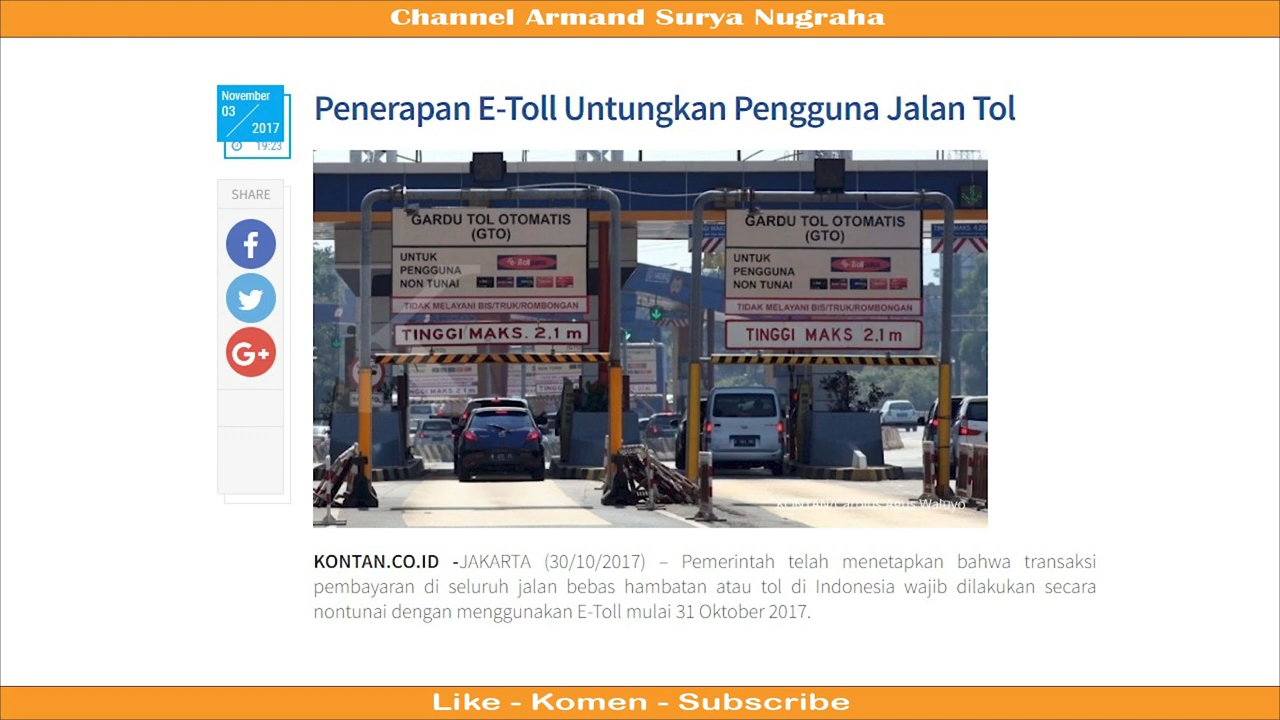 Channel Armand Surya Nugraha
November
03
2017
19:23
Penerapan E-Toll Untungkan Pengguna Jalan Tol
SHARE
GARDU TOL OTOMATIS
(GTO)
UNTUK
PENGGUNA
NON TUNAI
TIDAK MELAYANI BIS/TRUK/ROMBONGAN
TINGGI MAKS. 2,1 m
GARDU TOL OTOMATIS
(GTO)
UNTUK
PENGGUNA
NON TUNAI
TIDAK MELAYANI BIS/TRUK/ROMBONGAN
TINGGI MAKS 2.1 m
KONTAN/Carolus Agus Waluyo
KONTAN.CO.ID -JAKARTA (30/10/2017) – Pemerintah telah menetapkan bahwa transaksi
pembayaran di seluruh jalan bebas hambatan atau tol di Indonesia wajib dilakukan secara
nontunai dengan menggunakan E-Toll mulai 31 Oktober 2017.
Like - Komen - Subscribe